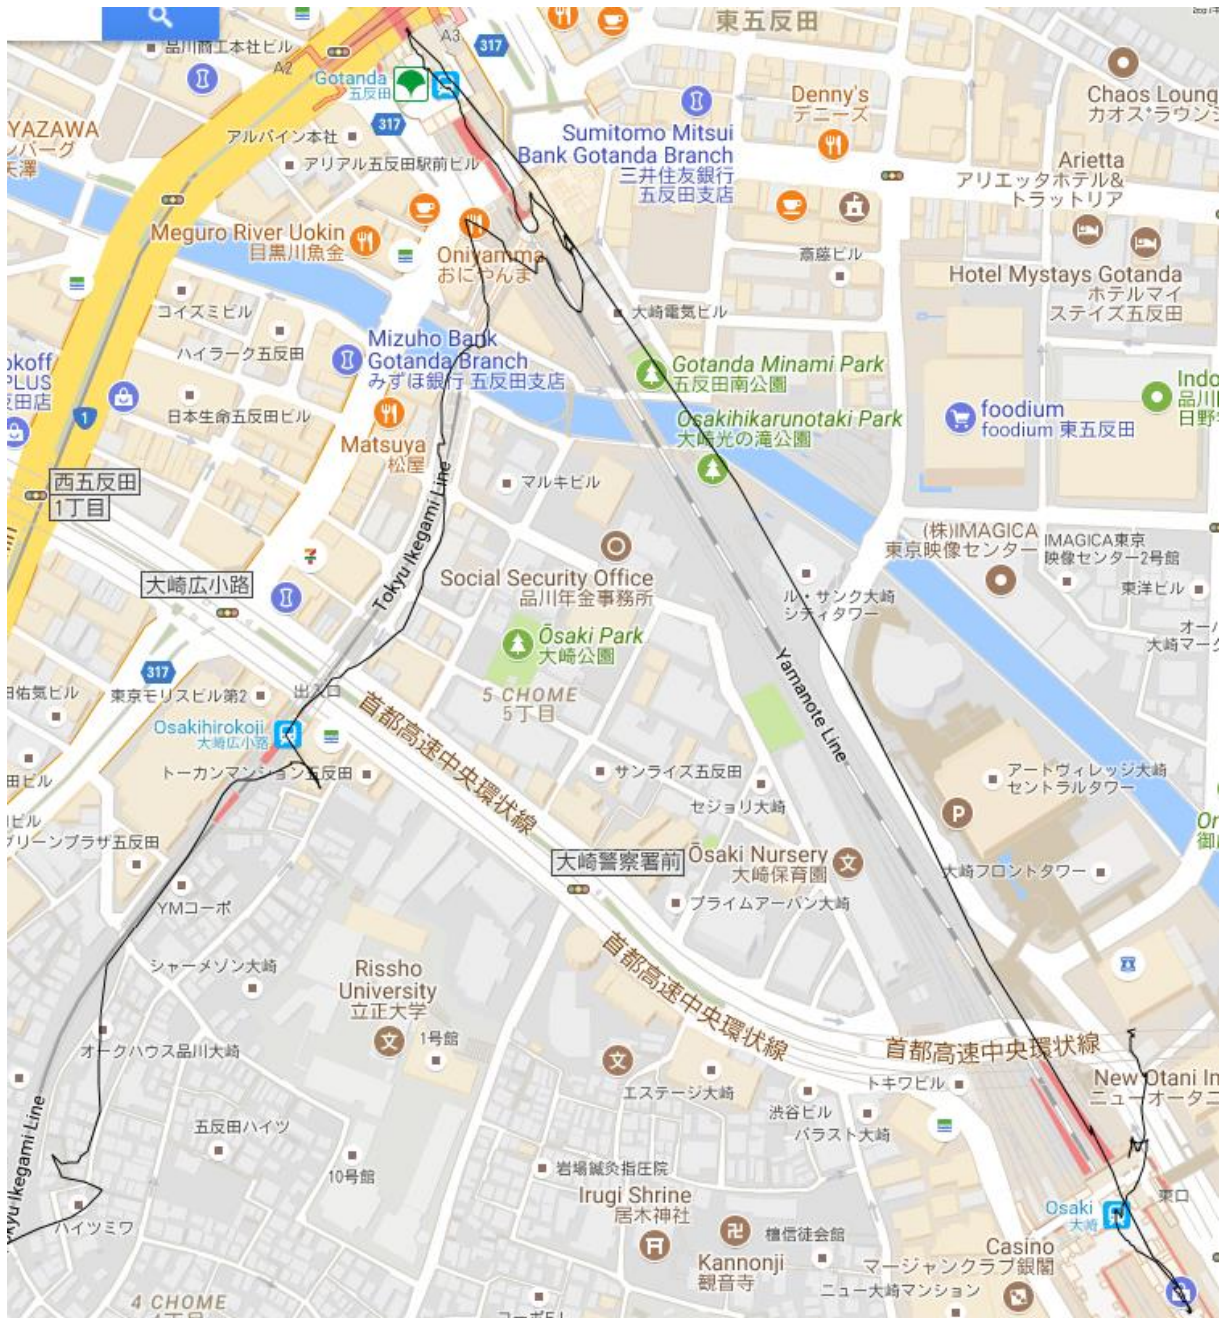 東五反田
品川商工本社ビル
A2
A3
317
Gotanda
五反田
317
Denny's
デニーズ
カオス・ラウン
アルパイン本社
アリアル五反田駅前ビル
Sumitomo Mitsui
Bank Gotanda Branch
三井住友銀行
五反田支店
Arietta
アリエッタホテル&
トラットリア
YAZAWA
Meguro River Uokin
目黒川魚金
Oniyamma
おにやんま
斎藤ビル
Hotel Mystays Gotanda
ホテルマイ
ステイズ五反田
コイズミビル
大崎電気ビル
ハイラーク五反田
Mizuho Bank
Gotanda Branch
みずほ銀行 五反田支店
Gotanda Minami Park
五反田南公園
PLUS
1
日本生命五反田ビル
Matsuya
松屋
Osakihikarunotaki Park
大崎光の滝公園
foodium
foodium 東五反田
西五反田
1丁目
マルキビル
Tokyu Ikegami Line
(株)IMAGICA
東京映像センター
IMAGICA東京
映像センター2号館
東洋ビル
大崎広小路
Social Security Office
品川年金事務所
ル・サンク大崎
シティタワー
Ōsaki Park
大崎公園
Yamanote Line
317
東京モリスビル第2
出入口
5 CHOME
5丁目
首都高速中央環状線
Osakihirokoji
大崎広小路
トーカンマンション五反田
サンライズ五反田
セジョリ大崎
アートヴィレッジ大崎
セントラルタワー
P
グリーンプラザ五反田
大崎警察署前
Ōsaki Nursery
大崎保育園
大崎フロントタワー
YMコーポ
プライムアーバン大崎
首都高速中央環状線
シャーメゾン大崎
Rissho
University
立正大学
1号館
オークハウス品川大崎
首都高速中央環状線
エステージ大崎
トキワビル
New Otani In
ニューオータニ
渋谷ビル
パラスト大崎
五反田ハイツ
10号館
岩場鍼灸指圧院
Tokyu Ikegami Line
ハイツミワ
Irugi Shrine
居木神社
Osaki
大崎
東口
檀信徒会館
Kannonji
観音寺
Casino
マージャンクラブ銀閣
ニュー大崎マンション
4 CHOME